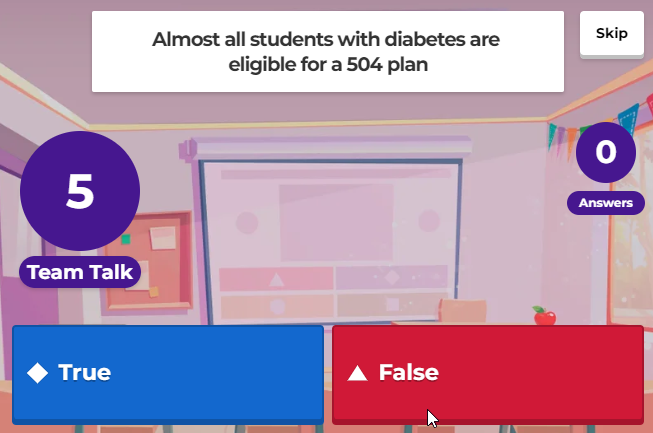 Almost all students with diabetes are
eligible for a 504 plan
Skip
5
Team Talk
0
Answers
True
False